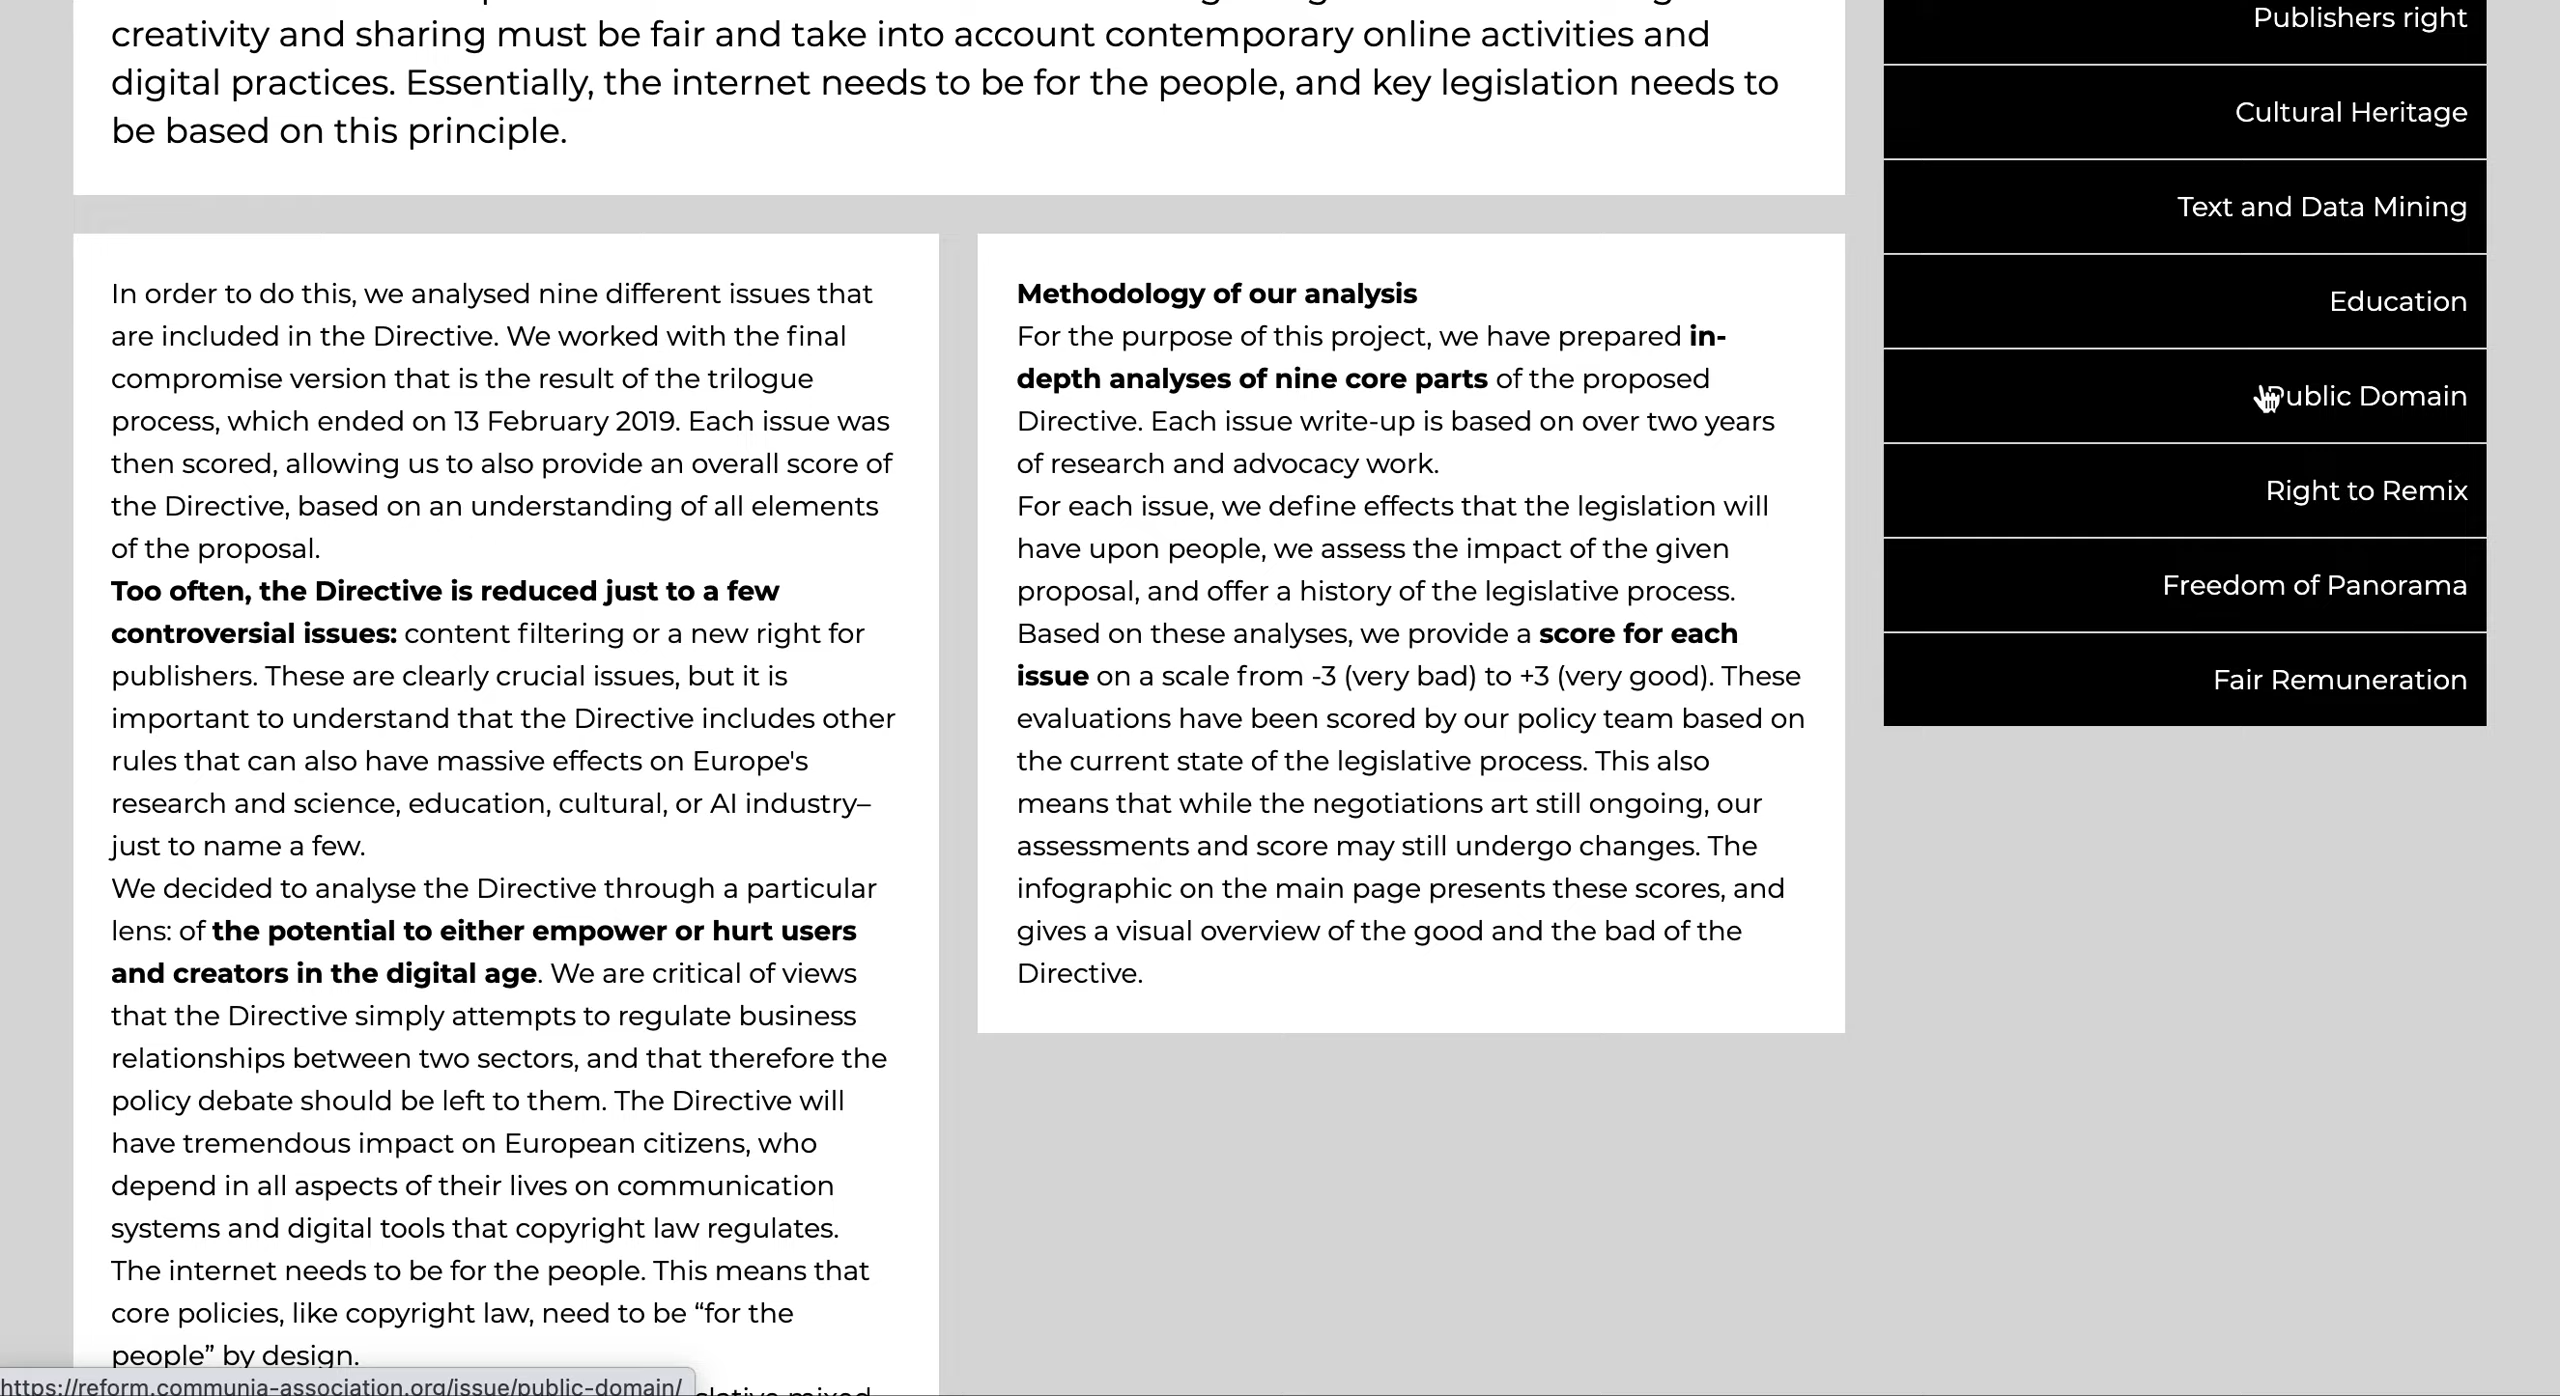 creativity and sharing must be fair and take into account contemporary online activities and
digital practices. Essentially, the internet needs to be for the people, and key legislation needs to
be based on this principle.
In order to do this, we analysed nine different issues that
are included in the Directive. We worked with the final
compromise version that is the result of the trilogue
process, which ended on 13 February 2019. Each issue was
then scored, allowing us to also provide an overall score of
the Directive, based on an understanding of all elements
of the proposal.
Too often, the Directive is reduced just to a few
controversial issues: content filtering or a new right for
publishers. These are clearly crucial issues, but it is
important to understand that the Directive includes other
rules that can also have massive effects on Europe's
research and science, education, cultural, or AI industry–
just to name a few.
We decided to analyse the Directive through a particular
lens: of the potential to either empower or hurt users
and creators in the digital age. We are critical of views
that the Directive simply attempts to regulate business
relationships between two sectors, and that therefore the
policy debate should be left to them. The Directive will
have tremendous impact on European citizens, who
depend in all aspects of their lives on communication
systems and digital tools that copyright law regulates.
The internet needs to be for the people. This means that
core policies, like copyright law, need to be “for the
people” by design.
Methodology of our analysis
For the purpose of this project, we have prepared in-
depth analyses of nine core parts of the proposed
Directive. Each issue write-up is based on over two years
of research and advocacy work.
For each issue, we define effects that the legislation will
have upon people, we assess the impact of the given
proposal, and offer a history of the legislative process.
Based on these analyses, we provide a score for each
issue on a scale from -3 (very bad) to +3 (very good). These
evaluations have been scored by our policy team based on
the current state of the legislative process. This also
means that while the negotiations art still ongoing, our
assessments and score may still undergo changes. The
infographic on the main page presents these scores, and
gives a visual overview of the good and the bad of the
Directive.
Publishers right
Cultural Heritage
Text and Data Mining
Education
Public Domain
Right to Remix
Freedom of Panorama
Fair Remuneration
https://reform.communia-association.org/issue/public-domain/